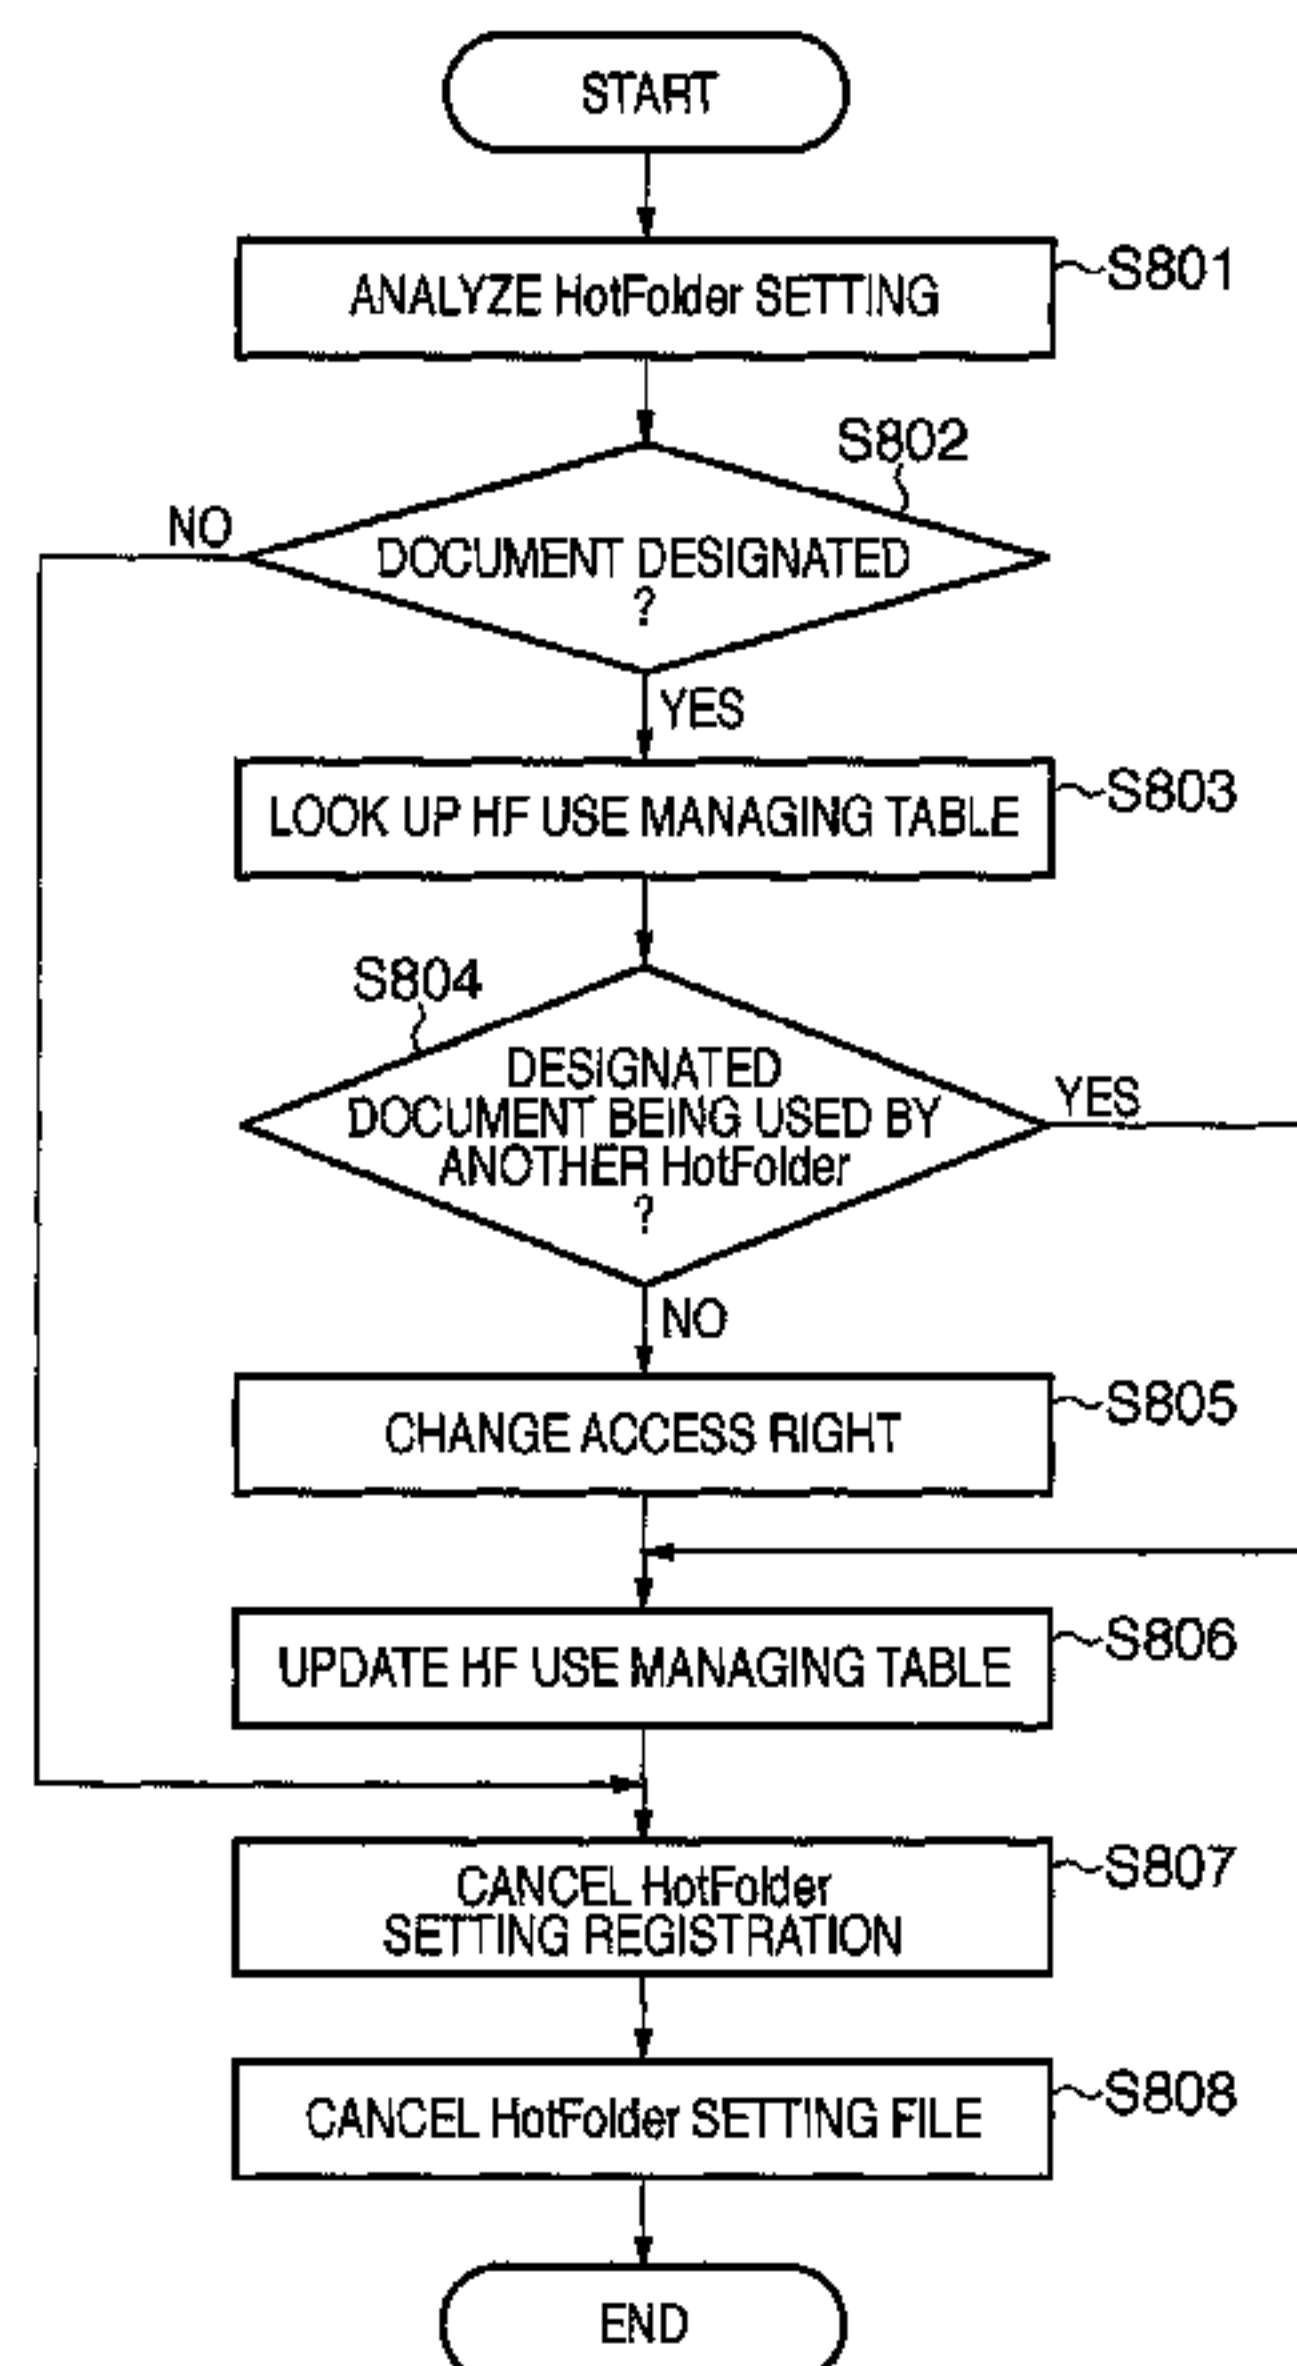 START
ANALYZE HotFolder SETTING
S801
S802
NO
DOCUMENT DESIGNATED
?
YES
LOOK UP HF USE MANAGING TABLE
S803
S804
DESIGNATED
DOCUMENT BEING USED BY
ANOTHER HotFolder
?
YES
NO
CHANGE ACCESS RIGHT
S805
UPDATE HF USE MANAGING TABLE
S806
CANCEL HotFolder
SETTING REGISTRATION
S807
CANCEL HotFolder SETTING FILE
S808
END